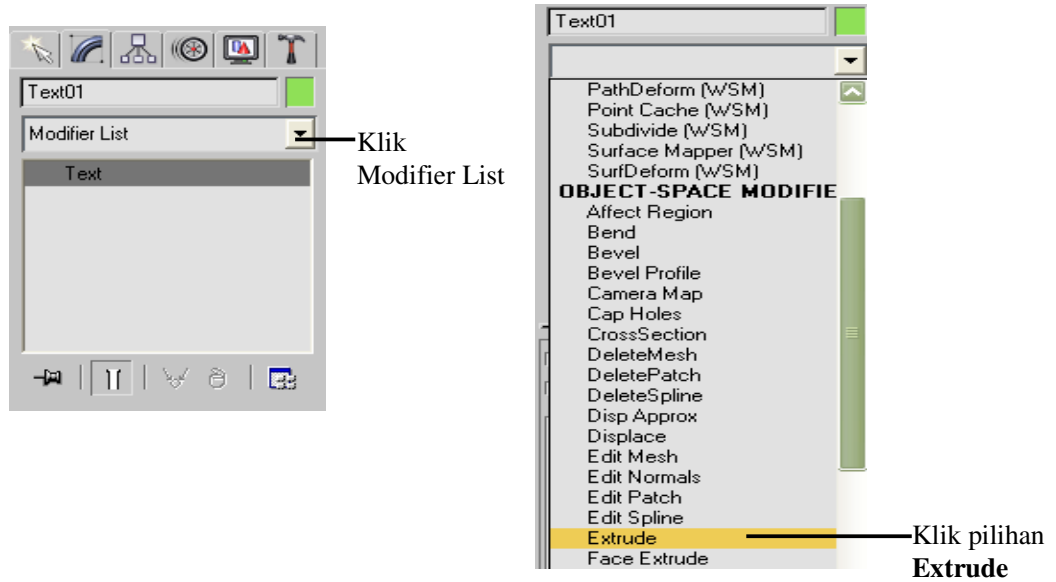 Text01
Modifier List
Text
Klik
Modifier List
Text01
PathDeform (WSM)
Point Cache (WSM)
Subdivide (WSM)
Surface Mapper (WSM)
SurfDeform (WSM)
OBJECT-SPACE MODIFIE
Affect Region
Bend
Bevel
Bevel Profile
Camera Map
Cap Holes
CrossSection
DeleteMesh
DeletePatch
DeleteSpline
Disp Approx
Displace
Edit Mesh
Edit Normals
Edit Patch
Edit Spline
Extrude
Face Extrude
Klik pilihan
Extrude